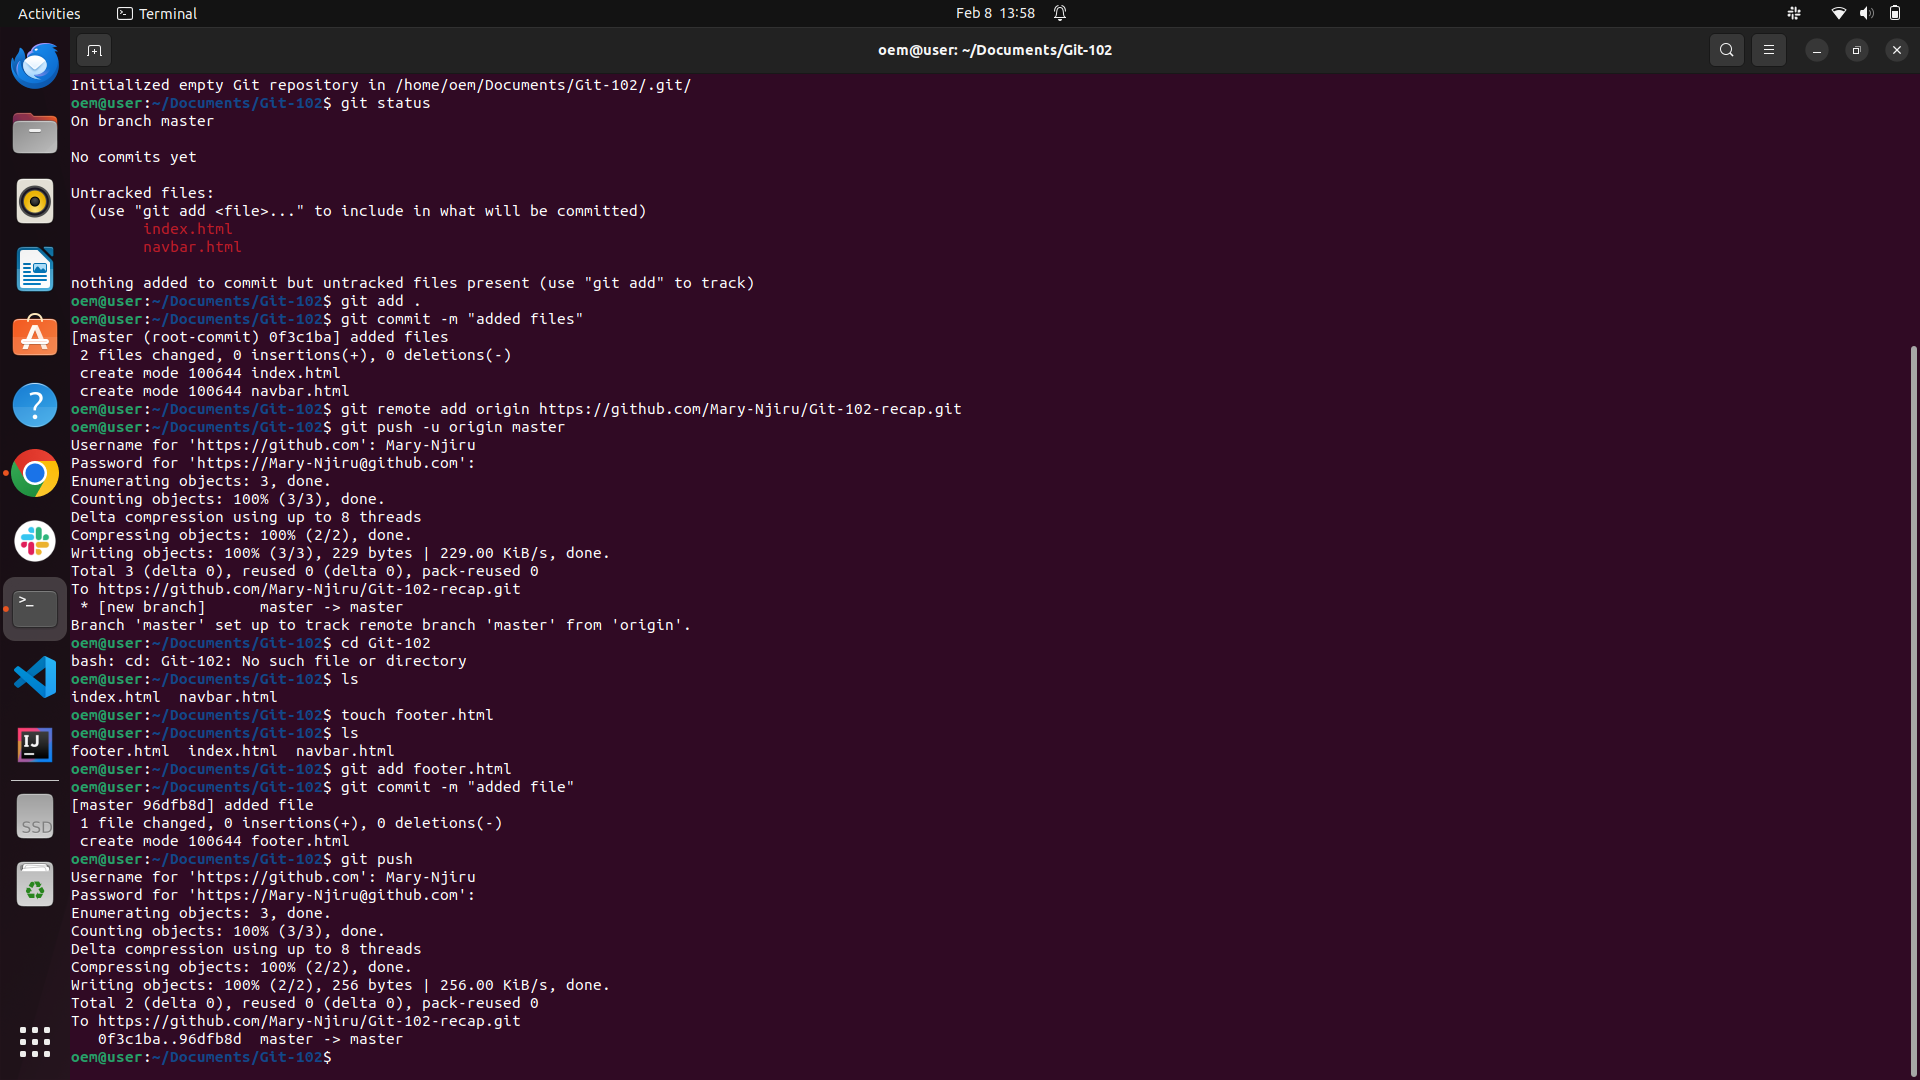 Activities Terminal Feb 8 13:58
oem@user: ~/Documents/Git-102
Initialized empty Git repository in /home/oem/Documents/Git-102/.git/
oem@user:~/Documents/Git-102$ git status
On branch master
No commits yet
Untracked files:
  (use "git add <file>..." to include in what will be committed)
        index.html
        navbar.html
nothing added to commit but untracked files present (use "git add" to track)
oem@user:~/Documents/Git-102$ git add .
oem@user:~/Documents/Git-102$ git commit -m "added files"
[master (root-commit) 0f3c1ba] added files
 2 files changed, 0 insertions(+), 0 deletions(-)
 create mode 100644 index.html
 create mode 100644 navbar.html
oem@user:~/Documents/Git-102$ git remote add origin https://github.com/Mary-Njiru/Git-102-recap.git
oem@user:~/Documents/Git-102$ git push -u origin master
Username for 'https://github.com': Mary-Njiru
Password for 'https://Mary-Njiru@github.com':
Enumerating objects: 3, done.
Counting objects: 100% (3/3), done.
Delta compression using up to 8 threads
Compressing objects: 100% (2/2), done.
Writing objects: 100% (3/3), 229 bytes | 229.00 KiB/s, done.
Total 3 (delta 0), reused 0 (delta 0), pack-reused 0
To https://github.com/Mary-Njiru/Git-102-recap.git
 * [new branch]      master -> master
Branch 'master' set up to track remote branch 'master' from 'origin'.
oem@user:~/Documents/Git-102$ cd Git-102
bash: cd: Git-102: No such file or directory
oem@user:~/Documents/Git-102$ ls
index.html  navbar.html
oem@user:~/Documents/Git-102$ touch footer.html
oem@user:~/Documents/Git-102$ ls
footer.html  index.html  navbar.html
oem@user:~/Documents/Git-102$ git add footer.html
oem@user:~/Documents/Git-102$ git commit -m "added file"
[master 96dfb8d] added file
 1 file changed, 0 insertions(+), 0 deletions(-)
 create mode 100644 footer.html
oem@user:~/Documents/Git-102$ git push
Username for 'https://github.com': Mary-Njiru
Password for 'https://Mary-Njiru@github.com':
Enumerating objects: 3, done.
Counting objects: 100% (3/3), done.
Delta compression using up to 8 threads
Compressing objects: 100% (2/2), done.
Writing objects: 100% (2/2), 256 bytes | 256.00 KiB/s, done.
Total 2 (delta 0), reused 0 (delta 0), pack-reused 0
To https://github.com/Mary-Njiru/Git-102-recap.git
   0f3c1ba..96dfb8d  master -> master
oem@user:~/Documents/Git-102$
IJ
SSD